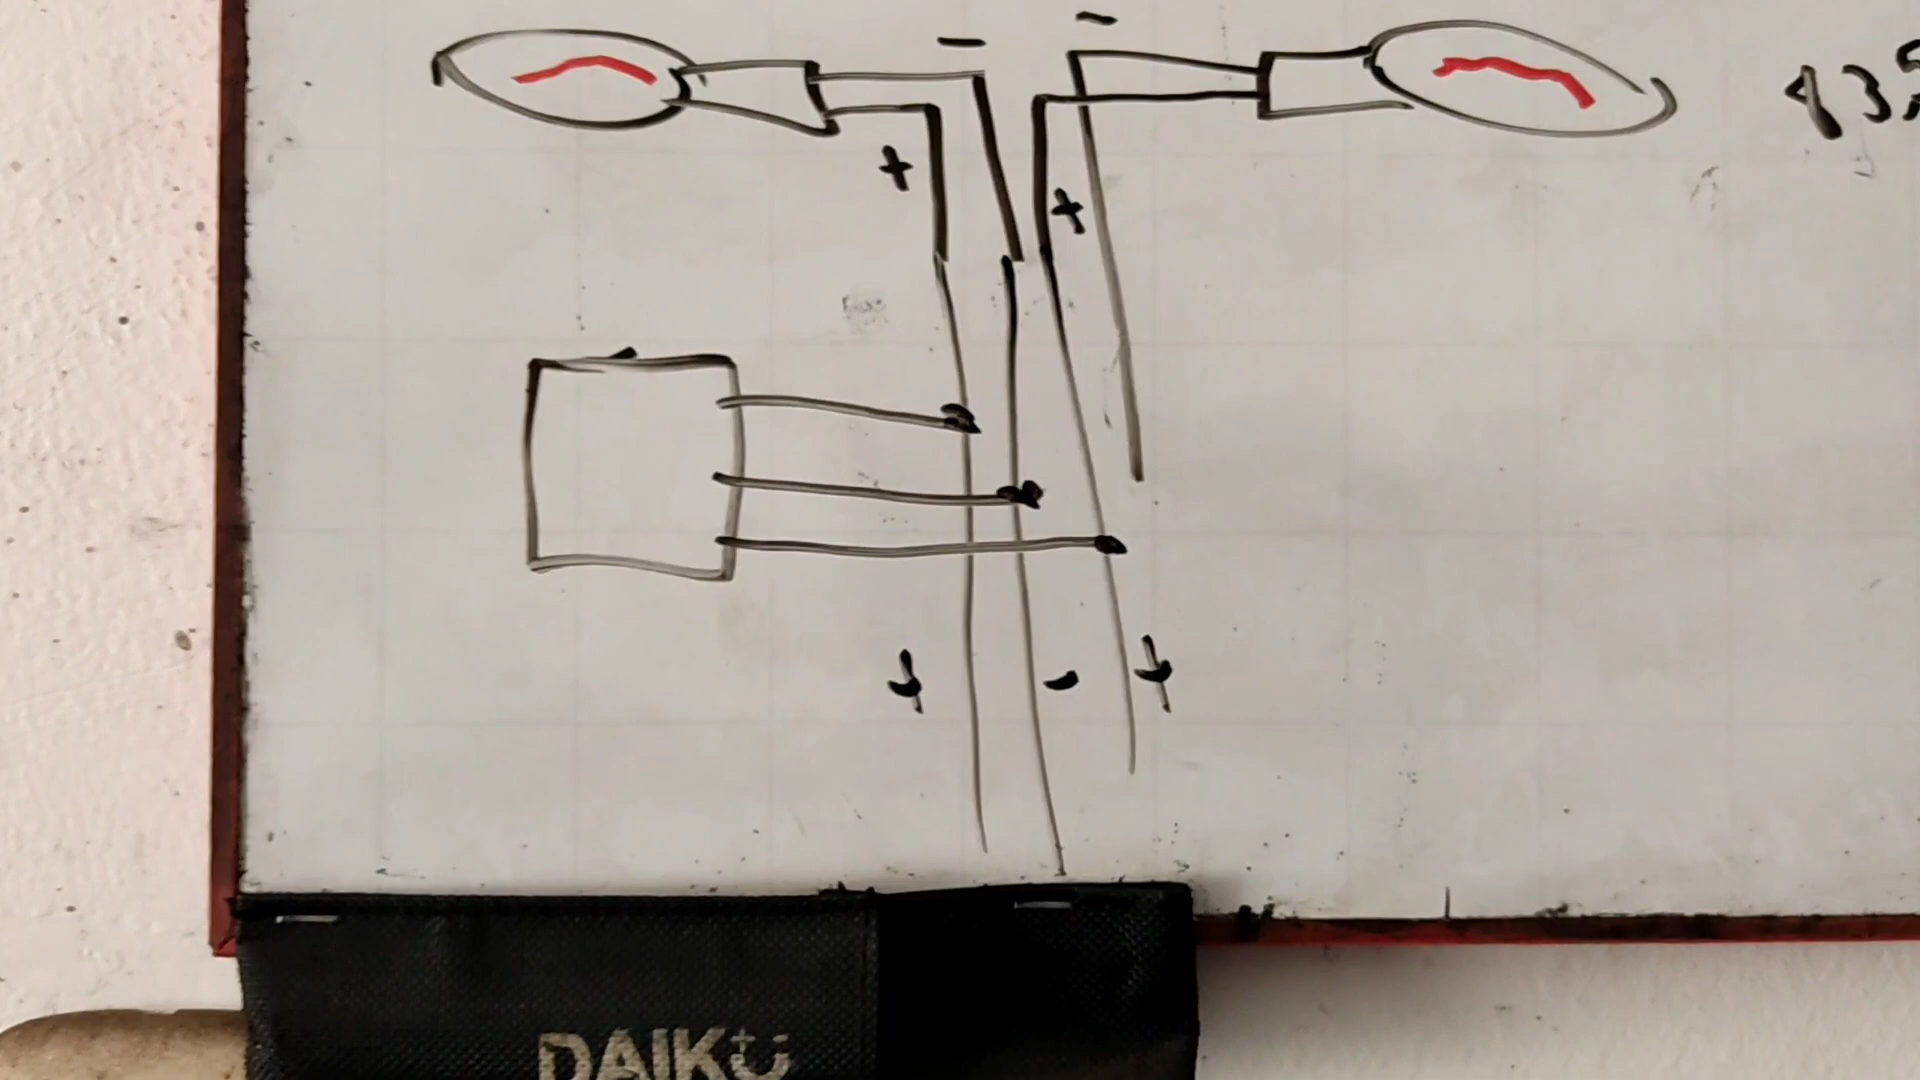 - -
+ +
+ - +
DAIKU